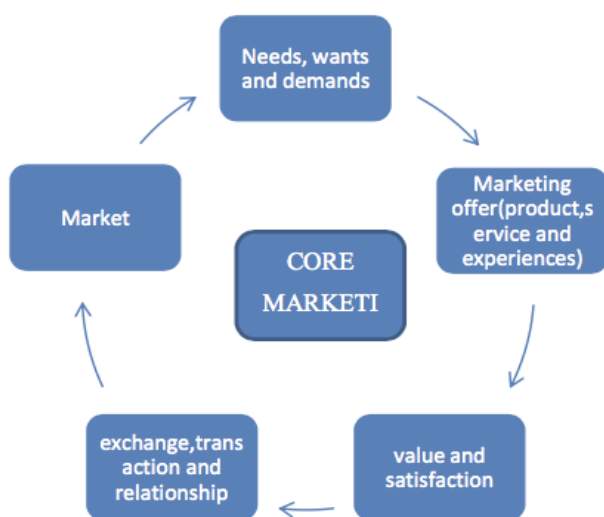 Needs, wants
and demands
Marketing
offer(product,s
ervice and
experiences)
Market
CORE
MARKETI
exchange,trans
action and
relationship
value and
satisfaction